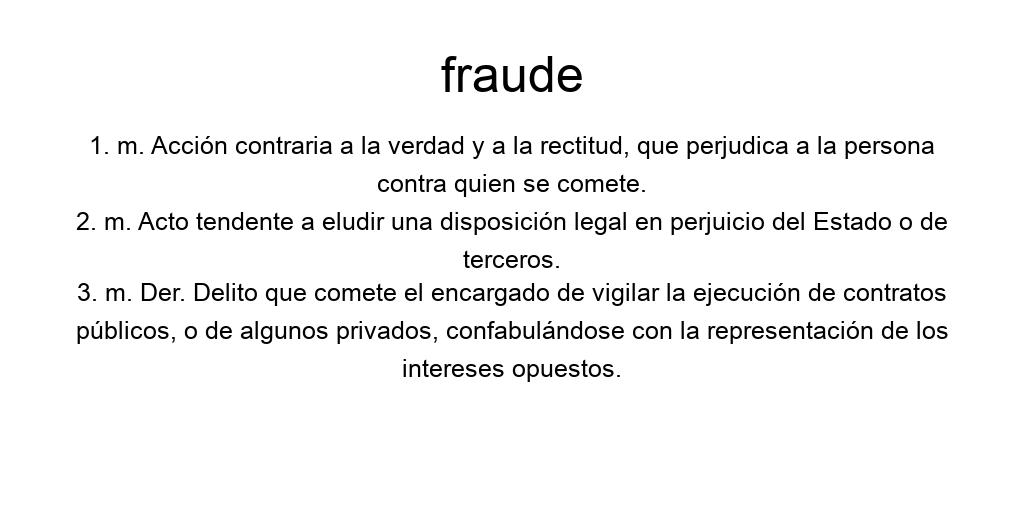 fraude
1. m. Acción contraria a la verdad y a la rectitud, que perjudica a la persona
contra quien se comete.
2. m. Acto tendente a eludir una disposición legal en perjuicio del Estado o de
terceros.
3. m. Der. Delito que comete el encargado de vigilar la ejecución de contratos
públicos, o de algunos privados, confabulándose con la representación de los
intereses opuestos.